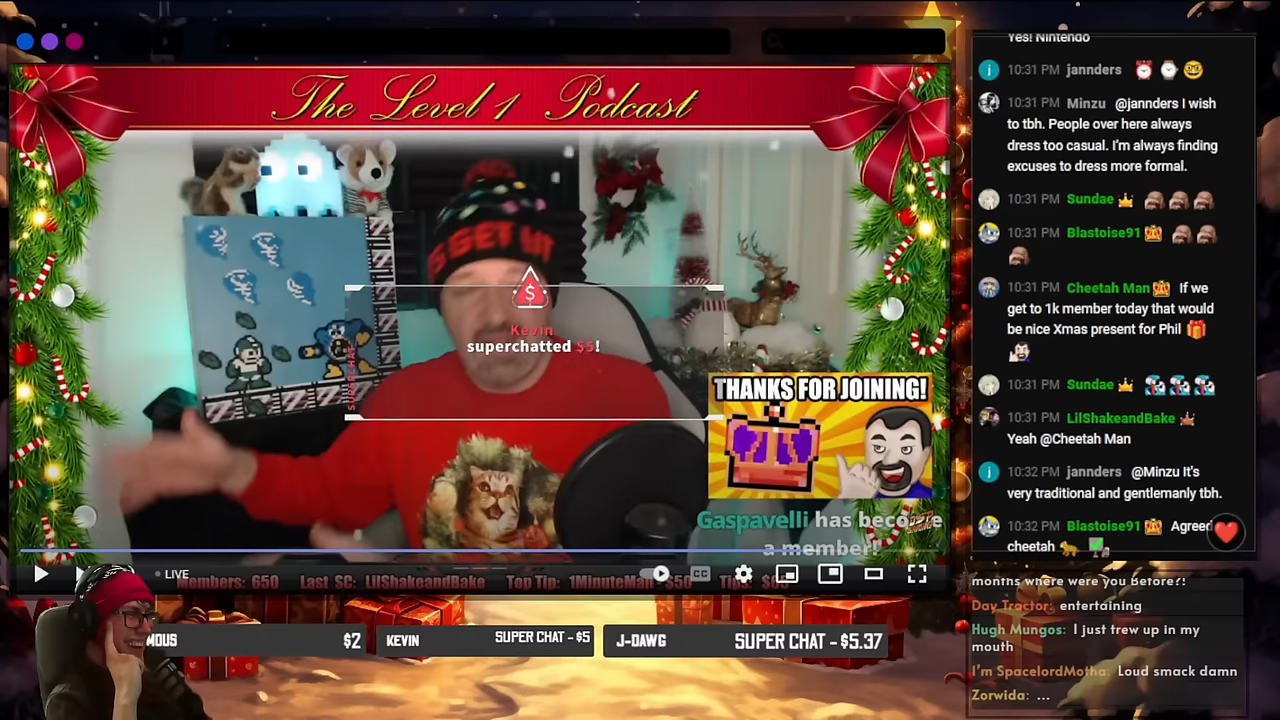 The Level 1 Podcast
GET
$
Kevin
superchatted $5!
THANKS FOR JOINING!
Gaspavelli has become
a member!
LIVE
CC
Members: 650 Last SC: LilShakeandBake Top Tip: 1MinuteMan
MOUS $2
KEVIN SUPER CHAT - $5
J-DAWG SUPER CHAT - $5.37
Yes! Nintendo
j 10:31 PM jannders
10:31 PM Minzu @jannders I wish
to tbh. People over here always
dress too casual. I'm always finding
excuses to dress more formal.
10:31 PM Sundae
10:31 PM Blastoise91
10:31 PM Cheetah Man If we
get to 1k member today that would
be nice Xmas present for Phil
10:31 PM Sundae
10:31 PM LilShakeandBake
Yeah @Cheetah Man
j 10:32 PM jannders @Minzu It's
very traditional and gentlemanly tbh.
10:32 PM Blastoise91 Agreed
cheetah
months where were you before?!
Day Tractor: entertaining
Hugh Mungos: I just trew up in my
mouth
I'm SpacelordMotha: Loud smack damn
Zorwida: ...